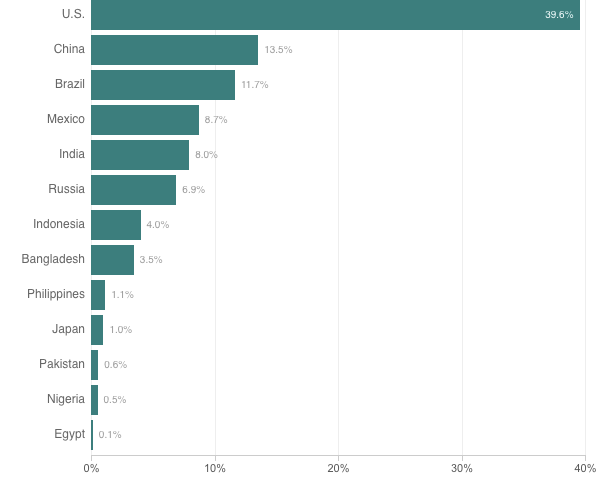 U.S. 39.6%
China 13.5%
Brazil 11.7%
Mexico 8.7%
India 8.0%
Russia 6.9%
Indonesia 4.0%
Bangladesh 3.5%
Philippines 1.1%
Japan 1.0%
Pakistan 0.6%
Nigeria 0.5%
Egypt 0.1%
0% 10% 20% 30% 40%